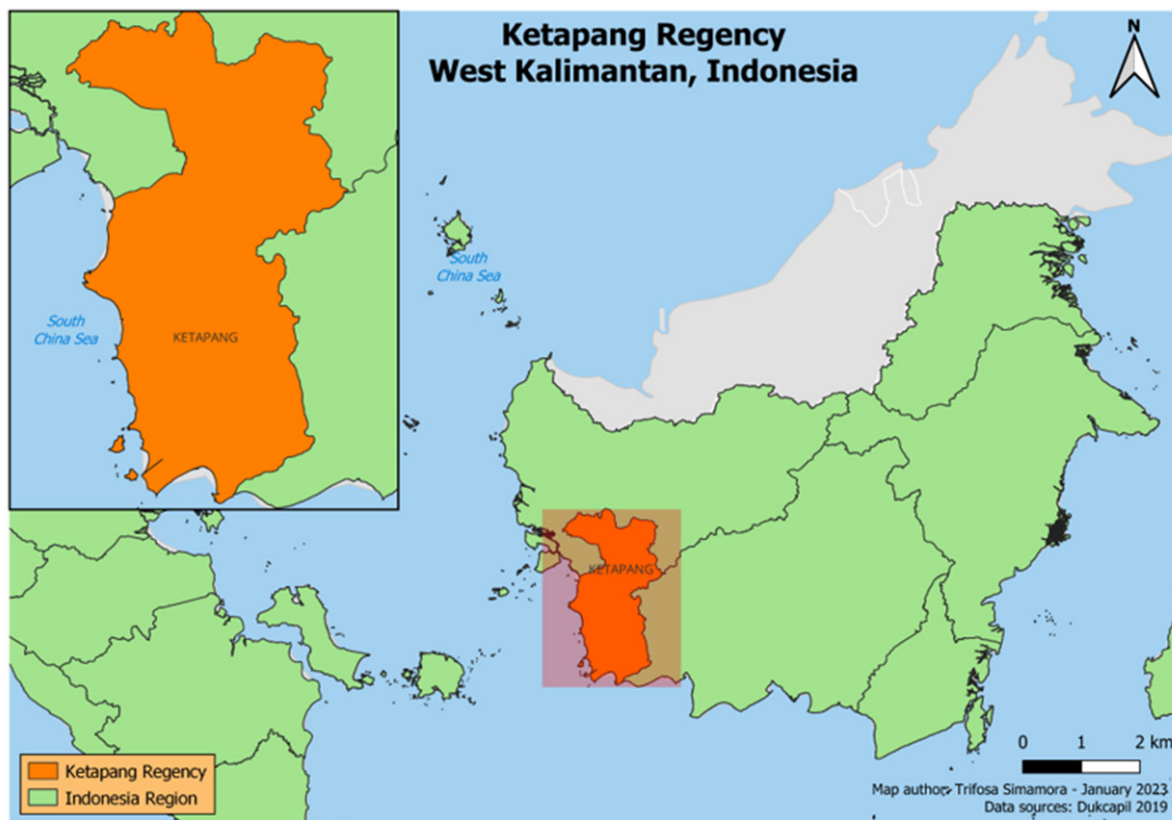 Ketapang Regency
West Kalimantan, Indonesia
N
South
China Sea
KETAPANG
South
China Sea
KETAPANG
Ketapang Regency
Indonesia Region
0 1 2 km
Map author: Trifosa Simamora - January 2023
Data sources: Dukcapil 2019